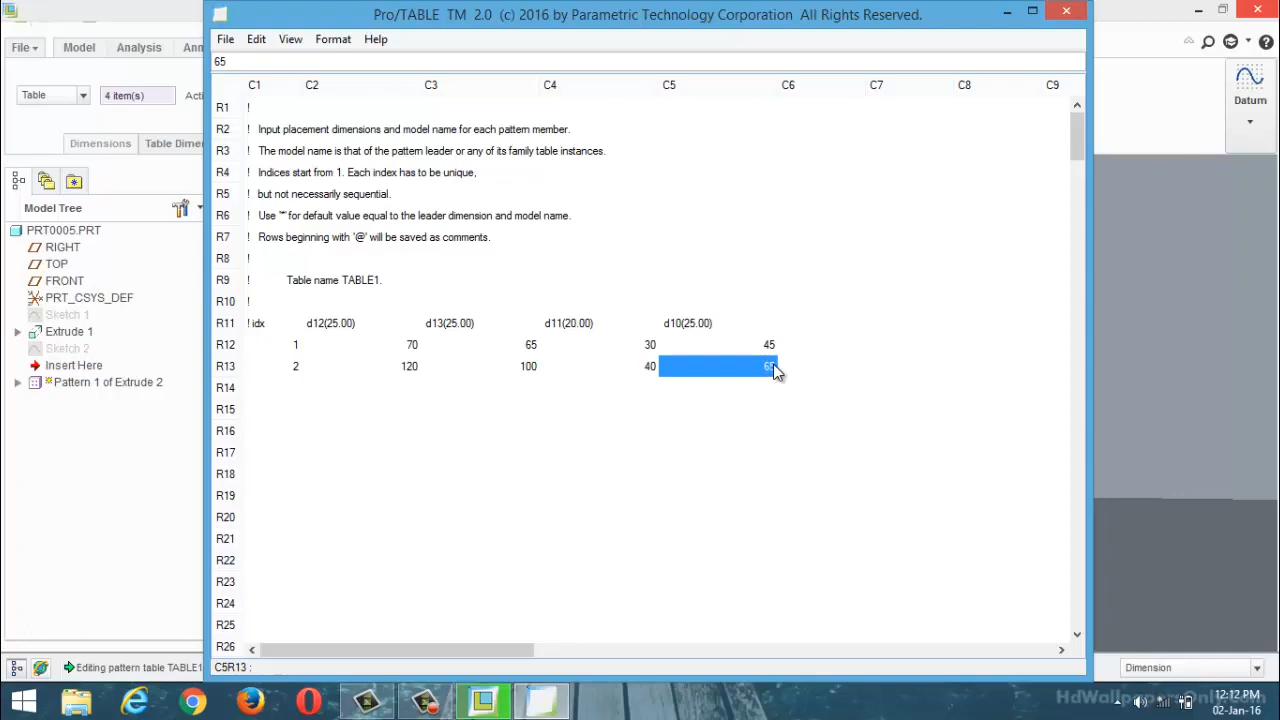 Pro/TABLE TM 2.0 (c) 2016 by Parametric Technology Corporation All Rights Reserved.
File
Model
Analysis
Ann
File Edit View Format Help
65
Table
4 item(s)
Acti
Datum
C1 C2 C3 C4 C5 C6 C7 C8 C9
R1 !
R2 ! Input placement dimensions and model name for each pattern member.
R3 ! The model name is that of the pattern leader or any of its family table instances.
R4 ! Indices start from 1. Each index has to be unique,
R5 ! but not necessarily sequential.
R6 ! Use '*' for default value equal to the leader dimension and model name.
R7 ! Rows beginning with '@' will be saved as comments.
R8 !
R9 ! Table name TABLE1.
R10 !
R11 ! idx d12(25.00) d13(25.00) d11(20.00) d10(25.00)
R12 1 70 65 30 45
R13 2 120 100 40 65
R14
R15
R16
R17
R18
R19
R20
R21
R22
R23
R24
R25
R26
C5R13 :
Dimensions
Table Dimen
Model Tree
PRT0005.PRT
RIGHT
TOP
FRONT
PRT_CSYS_DEF
Sketch 1
Extrude 1
Sketch 2
Insert Here
Pattern 1 of Extrude 2
Editing pattern table TABLE1
Dimension
HdWallpapersOnly.com
12:12 PM
02-Jan-16